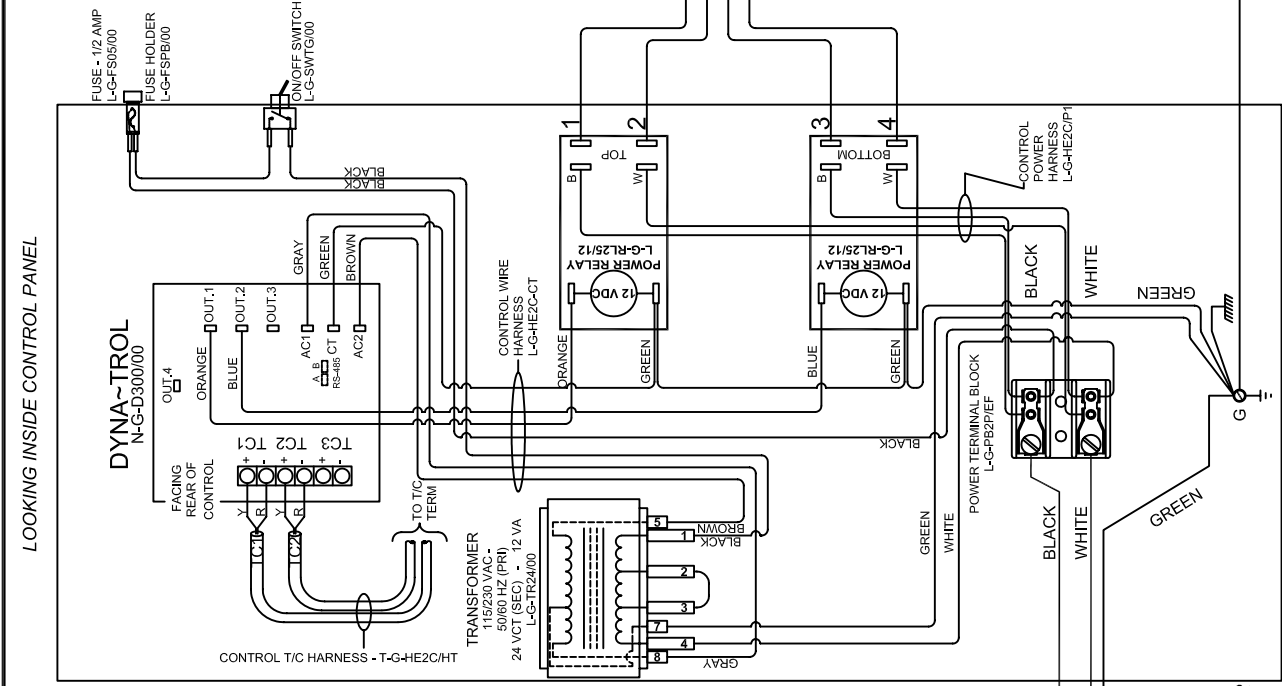 LOOKING INSIDE CONTROL PANEL
FUSE - 1/2 AMP
L-G-FS05/00
FUSE HOLDER
L-G-FSPB/00
ON/OFF SWITCH
L-G-SWTG/00
BLACK
BLACK
DYNA~TROL
N-G-D300/00
OUT.4
OUT.1
OUT.2
OUT.3
ORANGE
BLUE
AC1
CT
AC2
A B
RS-485
GRAY
GREEN
BROWN
FACING
REAR OF
CONTROL
TC1
TC2
TC3
+
-
+
-
+
-
Y
R
Y
R
C1
C2
TO T/C
TERM
CONTROL T/C HARNESS - T-G-HE2C/HT
CONTROL WIRE
HARNESS
L-G-HE2C-CT
1
2
TOP
B
W
POWER RELAY
L-G-RL25/12
12 VDC
ORANGE
GREEN
3
4
BOTTOM
B
W
POWER RELAY
L-G-RL25/12
12 VDC
BLUE
GREEN
CONTROL
POWER
HARNESS
L-G-HE2C/P1
BLACK
WHITE
GREEN
BLACK
POWER TERMINAL BLOCK
L-G-PB2P/EF
G
TRANSFORMER
115/230 VAC -
50/60 HZ (PRI)
24 VCT (SEC) - 12 VA
L-G-TR24/00
5
1
2
3
7
4
8
BROWN
BLACK
GRAY
GREEN
WHITE
BLACK
WHITE
GREEN